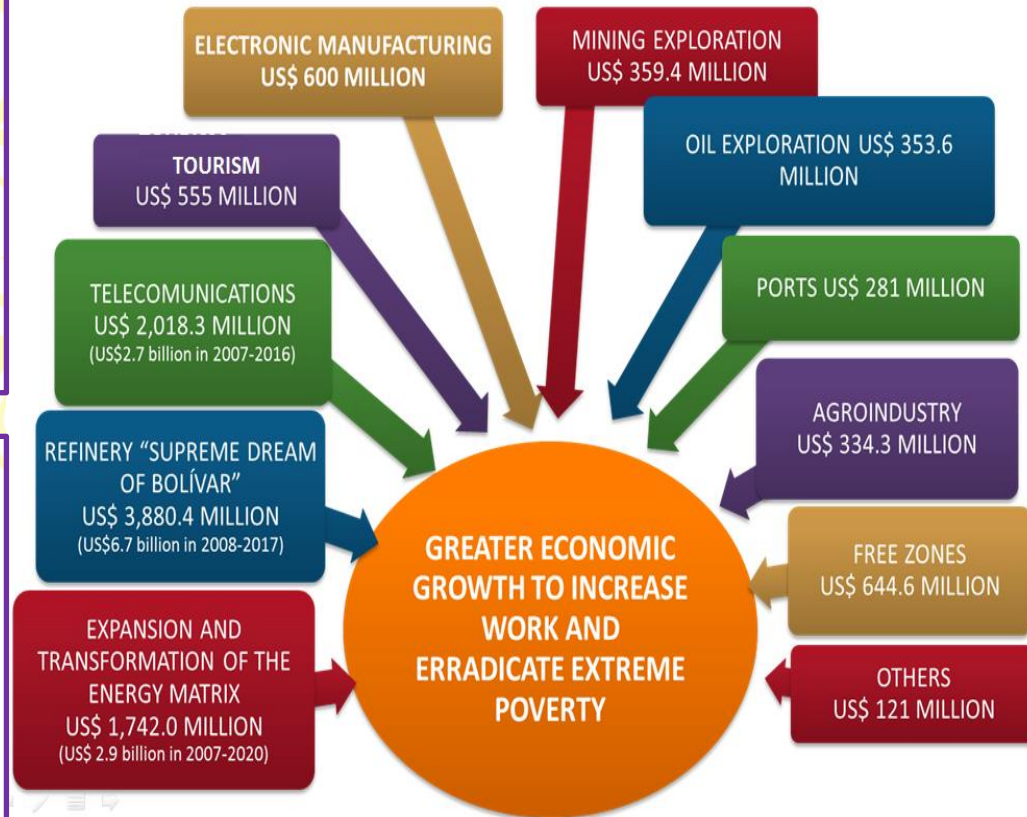 ELECTRONIC MANUFACTURING
US$ 600 MILLION
MINING EXPLORATION
US$ 359.4 MILLION
TOURISM
US$ 555 MILLION
OIL EXPLORATION US$ 353.6
MILLION
TELECOMUNICATIONS
US$ 2,018.3 MILLION
(US$2.7 billion in 2007-2016)
PORTS US$ 281 MILLION
AGROINDUSTRY
US$ 334.3 MILLION
REFINERY “SUPREME DREAM
OF BOLÍVAR”
US$ 3,880.4 MILLION
(US$6.7 billion in 2008-2017)
FREE ZONES
US$ 644.6 MILLION
EXPANSION AND
TRANSFORMATION OF THE
ENERGY MATRIX
US$ 1,742.0 MILLION
(US$ 2.9 billion in 2007-2020)
OTHERS
US$ 121 MILLION
GREATER ECONOMIC
GROWTH TO INCREASE
WORK AND
ERRADICATE EXTREME
POVERTY